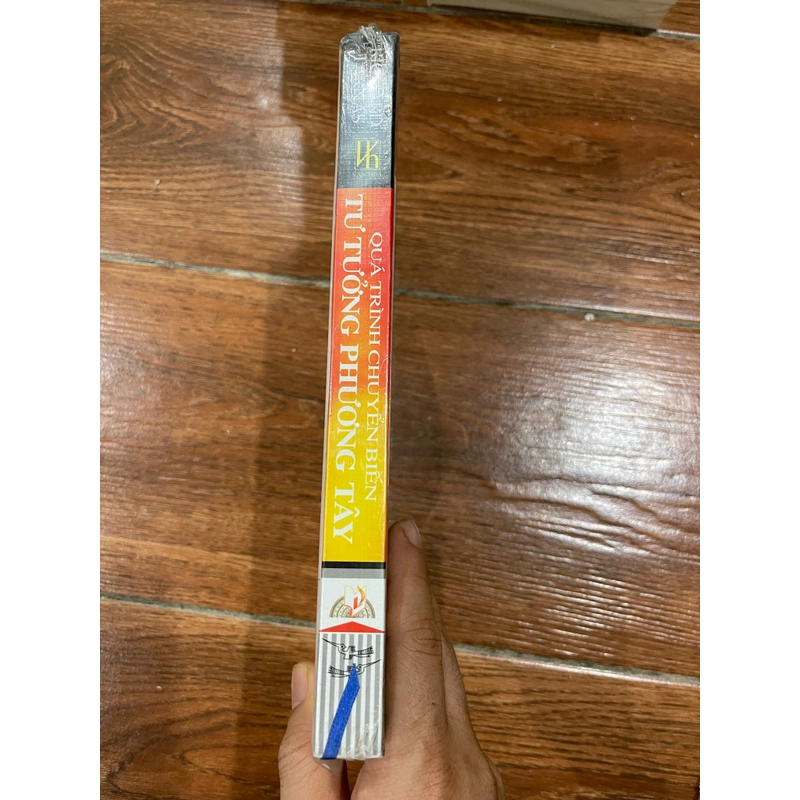 QUÁ TRÌNH CHUYỂN BIẾN
TƯ TƯỞNG PHƯƠNG TÂY